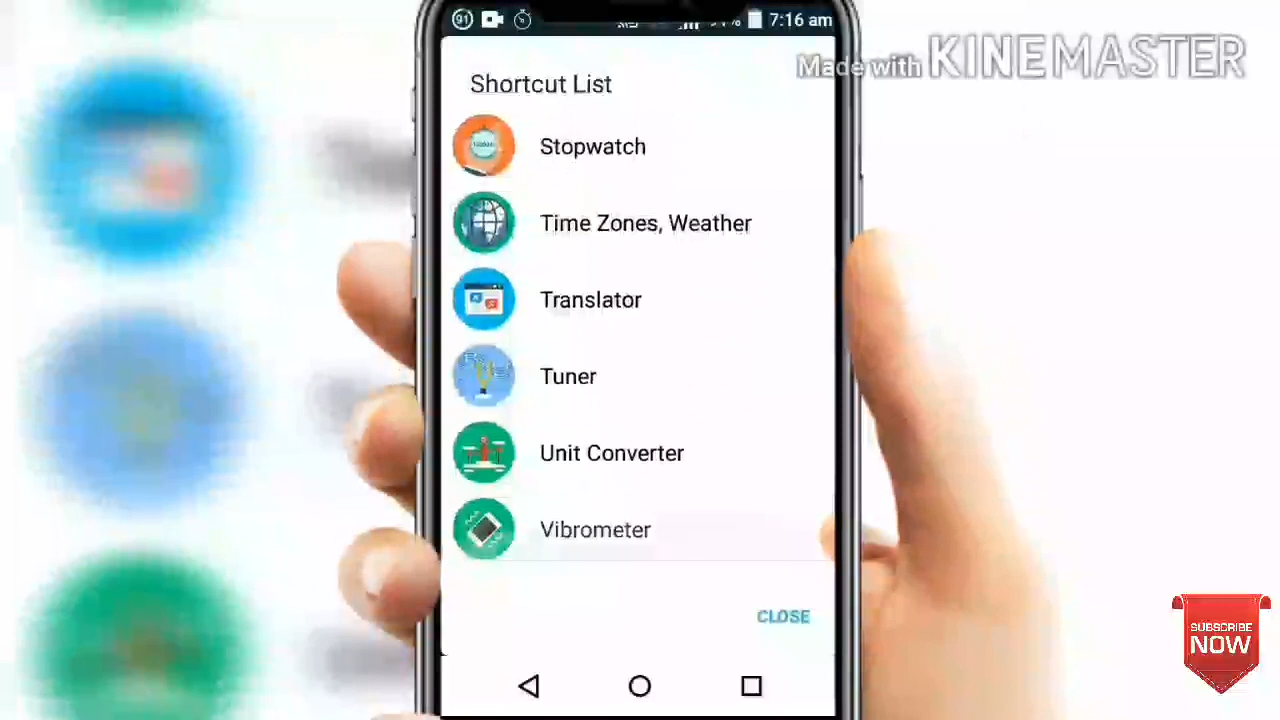 91
7:16 am
Made with KINEMASTER
Shortcut List
Stopwatch
Time Zones, Weather
Translator
Tuner
Unit Converter
Vibrometer
CLOSE
SUBSCRIBE
NOW